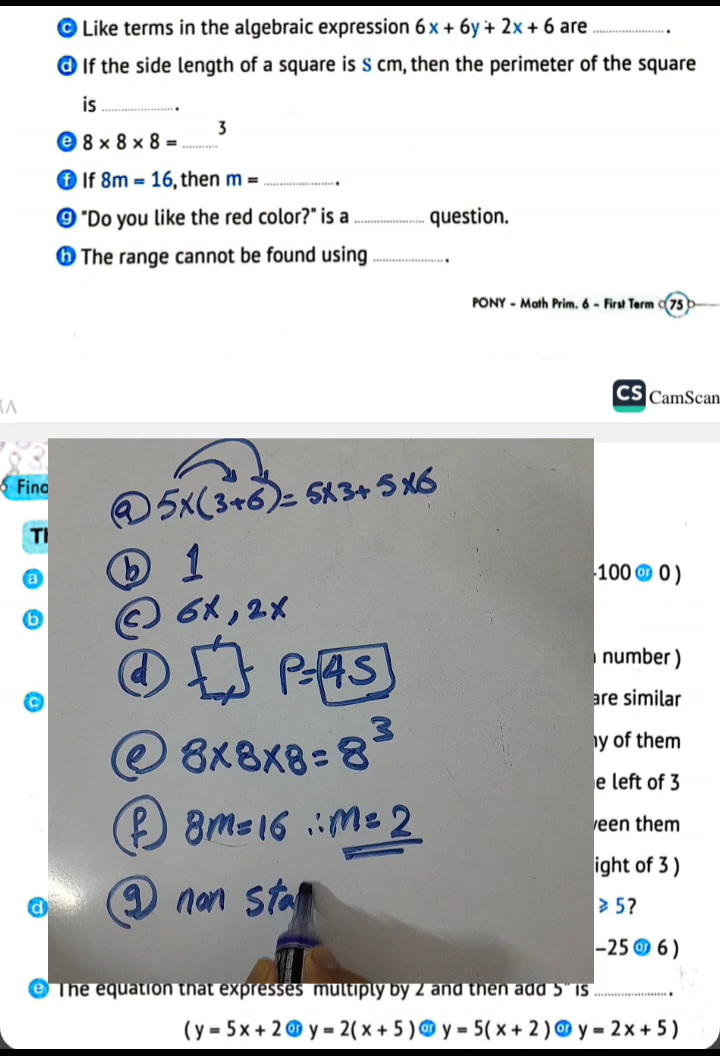 c Like terms in the algebraic expression 6x + 6y + 2x + 6 are .................. .
d If the side length of a square is S cm, then the perimeter of the square
is .................. .
e 8 × 8 × 8 = .........³
f If 8m = 16, then m = .................. .
g "Do you like the red color?" is a .................. question.
h The range cannot be found using .................. .
PONY - Math Prim. 6 - First Term 75
١٨
CS CamScan
Find
a 5×(3+6)= 5×3+ 5×6
b 1
c 6x, 2x
d P=4S
e 8×8×8=8³
f 8m=16 ∴m=2
g non sta
a
-100 or 0 )
b
number )
c
are similar
y of them
e left of 3
een them
ight of 3 )
d
⩾ 5?
-25 or 6 )
e The equation that expresses "multiply by 2 and then add 5" is .................. .
( y = 5x + 2 or y = 2( x + 5 ) or y = 5( x + 2 ) or y = 2x + 5 )